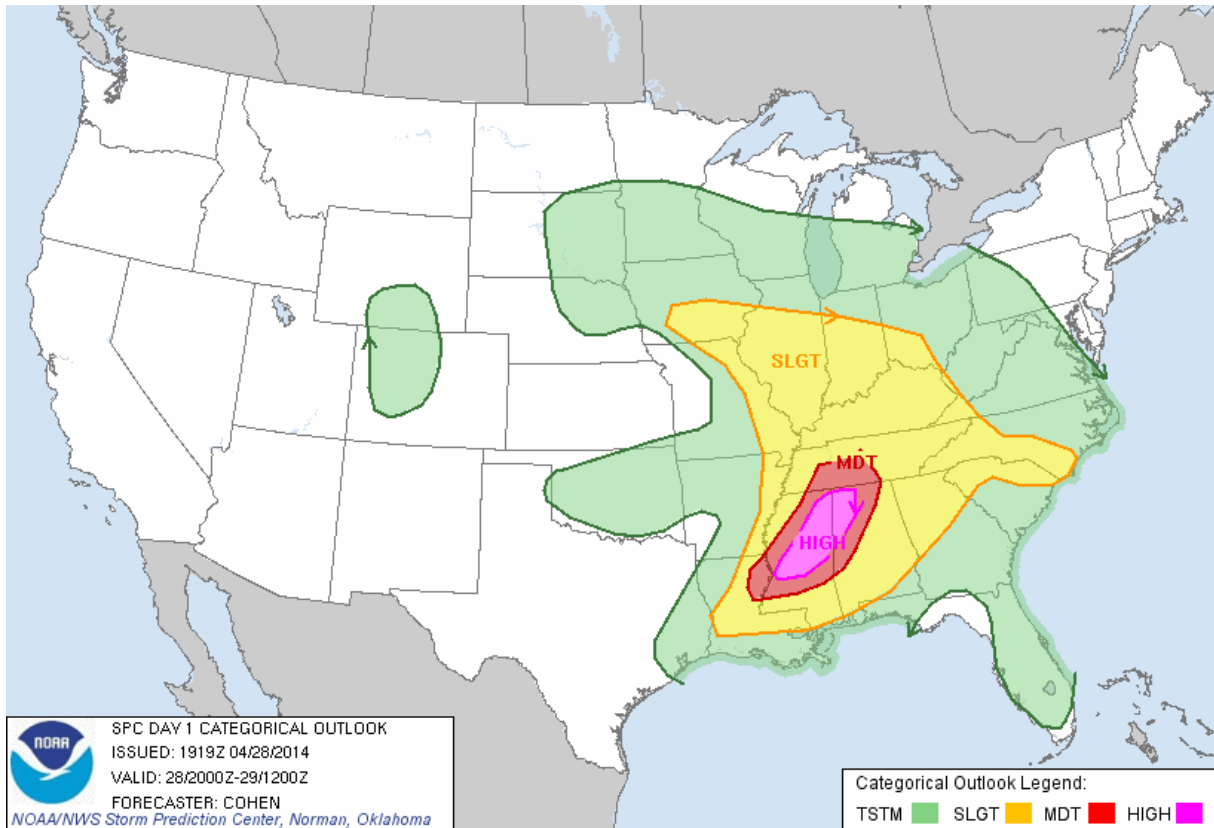 SLGT
MDT
HIGH
NOAA
SPC DAY 1 CATEGORICAL OUTLOOK
ISSUED: 1919Z 04/28/2014
VALID: 28/2000Z-29/1200Z
FORECASTER: COHEN
NOAA/NWS Storm Prediction Center, Norman, Oklahoma
Categorical Outlook Legend:
TSTM SLGT MDT HIGH